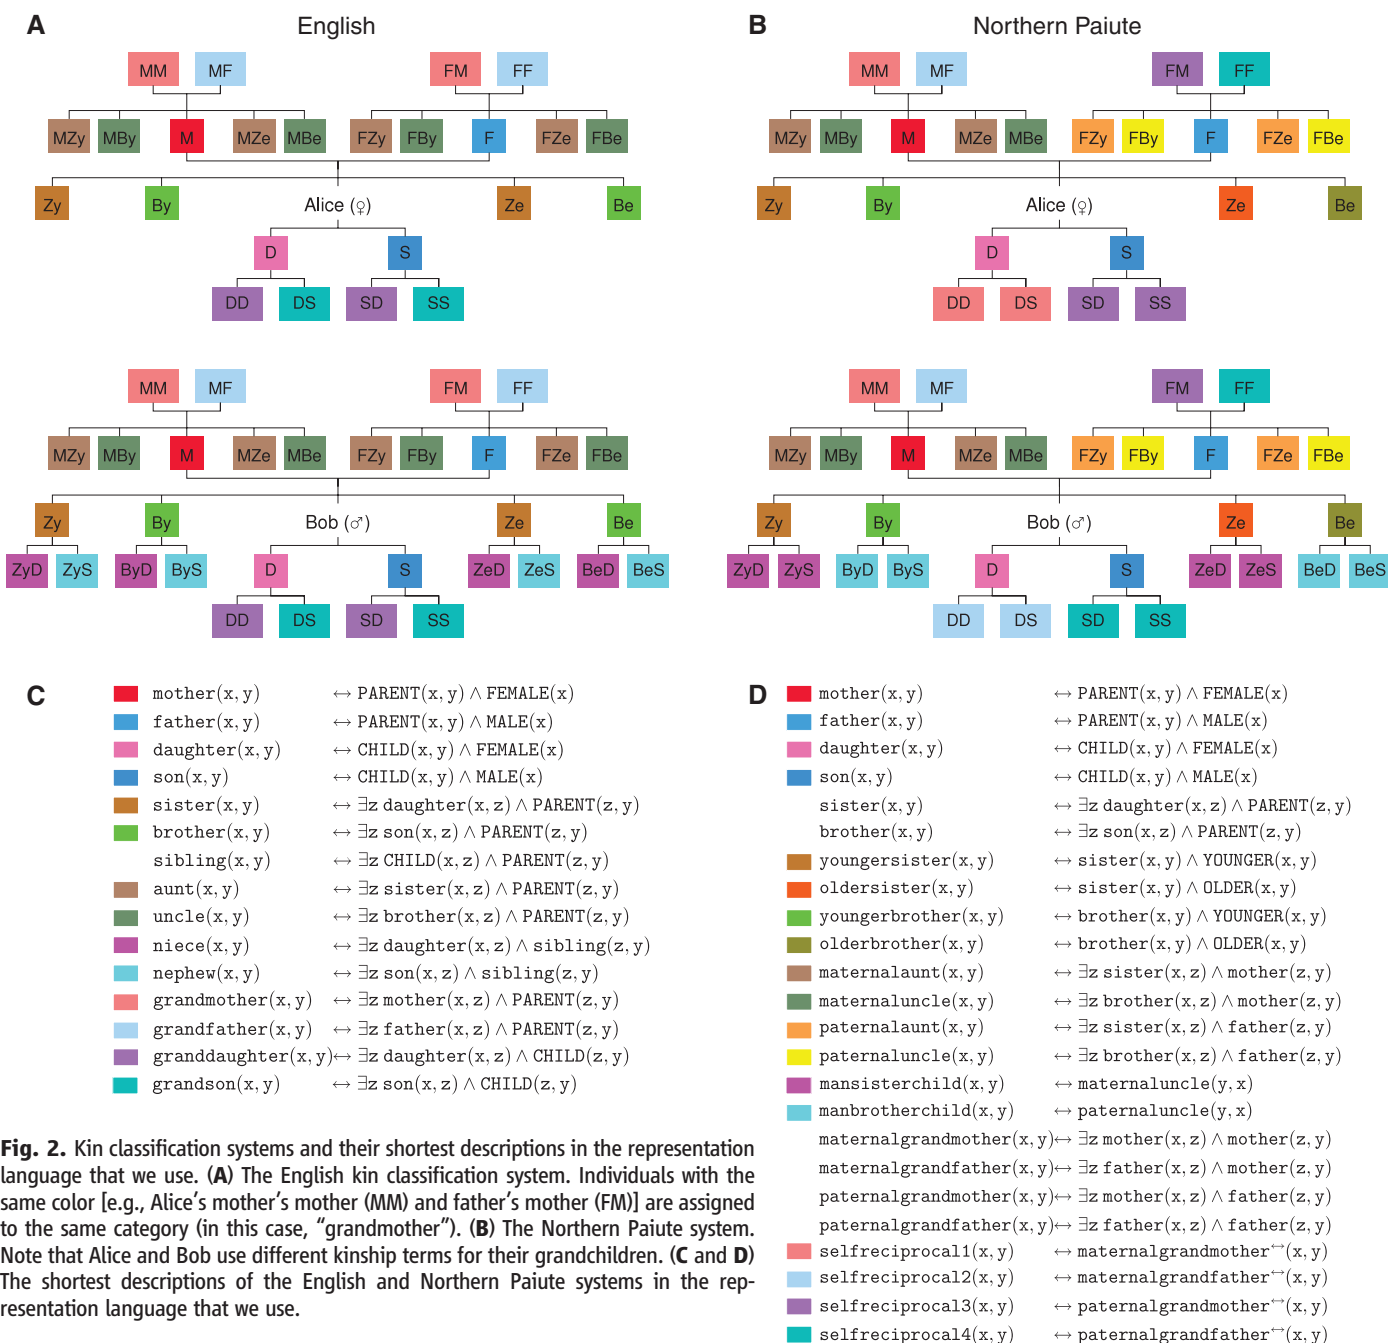 A English
MM MF FM FF
MZy MBy M MZe MBe FZy FBy F FZe FBe
Zy By Alice (♀) Ze Be
D S
DD DS SD SS
MM MF FM FF
MZy MBy M MZe MBe FZy FBy F FZe FBe
Zy By Bob (♂) Ze Be
ZyD ZyS ByD ByS D S ZeD ZeS BeD BeS
DD DS SD SS
B Northern Paiute
MM MF FM FF
MZy MBy M MZe MBe FZy FBy F FZe FBe
Zy By Alice (♀) Ze Be
D S
DD DS SD SS
MM MF FM FF
MZy MBy M MZe MBe FZy FBy F FZe FBe
Zy By Bob (♂) Ze Be
ZyD ZyS ByD ByS D S ZeD ZeS BeD BeS
DD DS SD SS
C mother(x, y) ↔ PARENT(x, y) ∧ FEMALE(x)
father(x, y) ↔ PARENT(x, y) ∧ MALE(x)
daughter(x, y) ↔ CHILD(x, y) ∧ FEMALE(x)
son(x, y) ↔ CHILD(x, y) ∧ MALE(x)
sister(x, y) ↔ ∃z daughter(x, z) ∧ PARENT(z, y)
brother(x, y) ↔ ∃z son(x, z) ∧ PARENT(z, y)
sibling(x, y) ↔ ∃z CHILD(x, z) ∧ PARENT(z, y)
aunt(x, y) ↔ ∃z sister(x, z) ∧ PARENT(z, y)
uncle(x, y) ↔ ∃z brother(x, z) ∧ PARENT(z, y)
niece(x, y) ↔ ∃z daughter(x, z) ∧ sibling(z, y)
nephew(x, y) ↔ ∃z son(x, z) ∧ sibling(z, y)
grandmother(x, y) ↔ ∃z mother(x, z) ∧ PARENT(z, y)
grandfather(x, y) ↔ ∃z father(x, z) ∧ PARENT(z, y)
granddaughter(x, y) ↔ ∃z daughter(x, z) ∧ CHILD(z, y)
grandson(x, y) ↔ ∃z son(x, z) ∧ CHILD(z, y)
D mother(x, y) ↔ PARENT(x, y) ∧ FEMALE(x)
father(x, y) ↔ PARENT(x, y) ∧ MALE(x)
daughter(x, y) ↔ CHILD(x, y) ∧ FEMALE(x)
son(x, y) ↔ CHILD(x, y) ∧ MALE(x)
sister(x, y) ↔ ∃z daughter(x, z) ∧ PARENT(z, y)
brother(x, y) ↔ ∃z son(x, z) ∧ PARENT(z, y)
youngersister(x, y) ↔ sister(x, y) ∧ YOUNGER(x, y)
oldersister(x, y) ↔ sister(x, y) ∧ OLDER(x, y)
youngerbrother(x, y) ↔ brother(x, y) ∧ YOUNGER(x, y)
olderbrother(x, y) ↔ brother(x, y) ∧ OLDER(x, y)
maternalaunt(x, y) ↔ ∃z sister(x, z) ∧ mother(z, y)
maternaluncle(x, y) ↔ ∃z brother(x, z) ∧ mother(z, y)
paternalaunt(x, y) ↔ ∃z sister(x, z) ∧ father(z, y)
paternaluncle(x, y) ↔ ∃z brother(x, z) ∧ father(z, y)
mansisterchild(x, y) ↔ maternaluncle(y, x)
manbrotherchild(x, y) ↔ paternaluncle(y, x)
maternalgrandmother(x, y) ↔ ∃z mother(x, z) ∧ mother(z, y)
maternalgrandfather(x, y) ↔ ∃z father(x, z) ∧ mother(z, y)
paternalgrandmother(x, y) ↔ ∃z mother(x, z) ∧ father(z, y)
paternalgrandfather(x, y) ↔ ∃z father(x, z) ∧ father(z, y)
selfreciprocal1(x, y) ↔ maternalgrandmother↔(x, y)
selfreciprocal2(x, y) ↔ maternalgrandfather↔(x, y)
selfreciprocal3(x, y) ↔ paternalgrandmother↔(x, y)
selfreciprocal4(x, y) ↔ paternalgrandfather↔(x, y)
Fig. 2. Kin classification systems and their shortest descriptions in the representation
language that we use. (A) The English kin classification system. Individuals with the
same color [e.g., Alice's mother's mother (MM) and father's mother (FM)] are assigned
to the same category (in this case, "grandmother"). (B) The Northern Paiute system.
Note that Alice and Bob use different kinship terms for their grandchildren. (C and D)
The shortest descriptions of the English and Northern Paiute systems in the rep-
resentation language that we use.